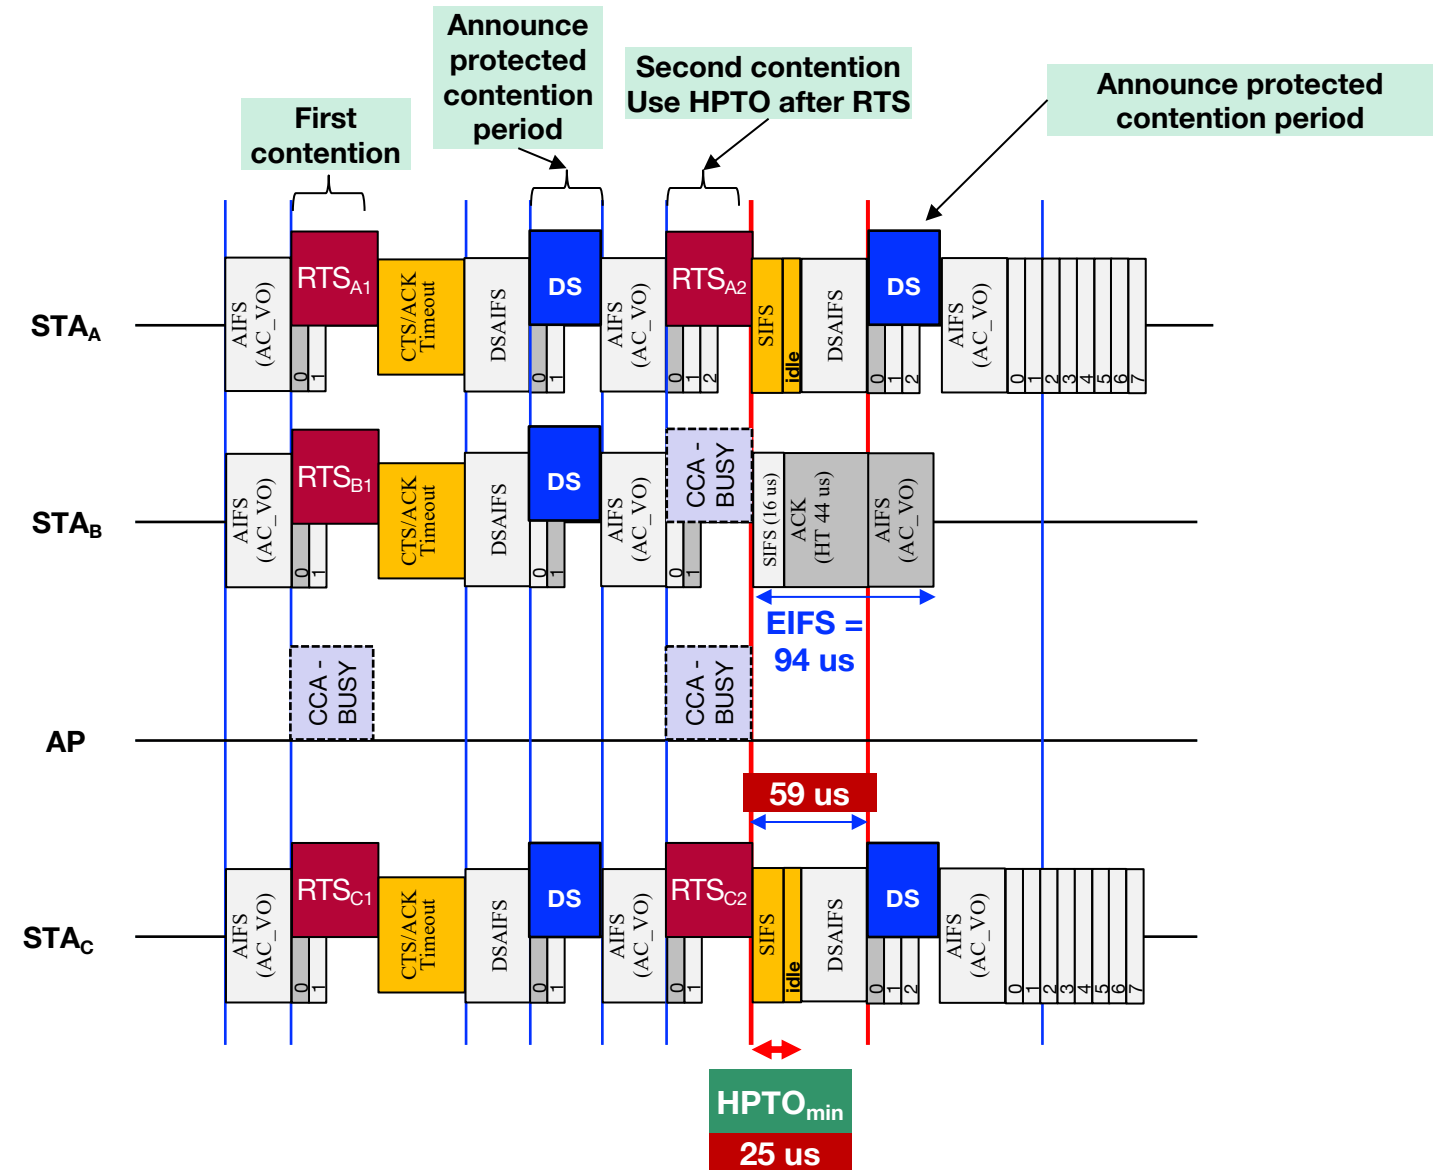 Announce
protected
contention
period
Second contention
Use HPTO after RTS
Announce protected
contention period
First
contention
STAA
AIFS
(AC_VO)
RTSA1
0
1
CTS/ACK
Timeout
DSAIFS
DS
0
1
AIFS
(AC_VO)
RTSA2
0
1
2
SIFS
idle
DSAIFS
DS
0
1
2
AIFS
(AC_VO)
0
1
2
3
4
5
6
7
STAB
AIFS
(AC_VO)
RTSB1
0
1
CTS/ACK
Timeout
DSAIFS
DS
0
1
AIFS
(AC_VO)
CCA -
BUSY
0
1
SIFS (16 us)
ACK
(HT 44 us)
AIFS
(AC_VO)
EIFS =
94 us
AP
CCA -
BUSY
CCA -
BUSY
59 us
STAC
AIFS
(AC_VO)
RTSC1
0
1
CTS/ACK
Timeout
DSAIFS
DS
0
1
AIFS
(AC_VO)
RTSC2
0
1
SIFS
idle
DSAIFS
DS
0
1
2
AIFS
(AC_VO)
0
1
2
3
4
5
6
7
HPTOmin
25 us